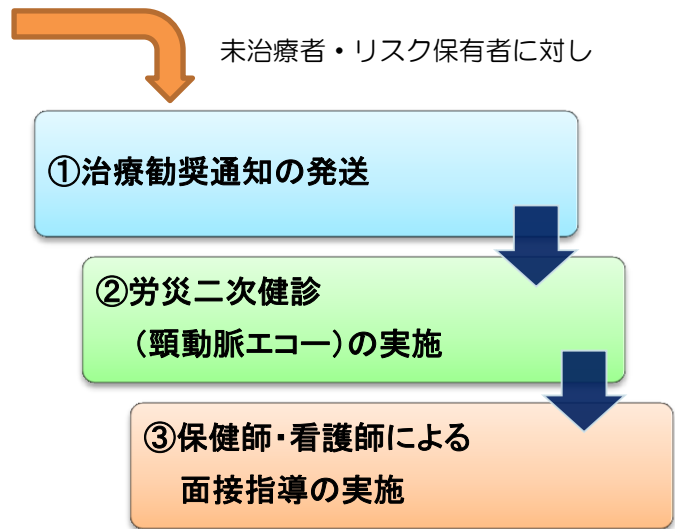 未治療者・リスク保有者に対し
①治療勧奨通知の発送
②労災二次健診
（頸動脈エコー）の実施
③保健師・看護師による
面接指導の実施